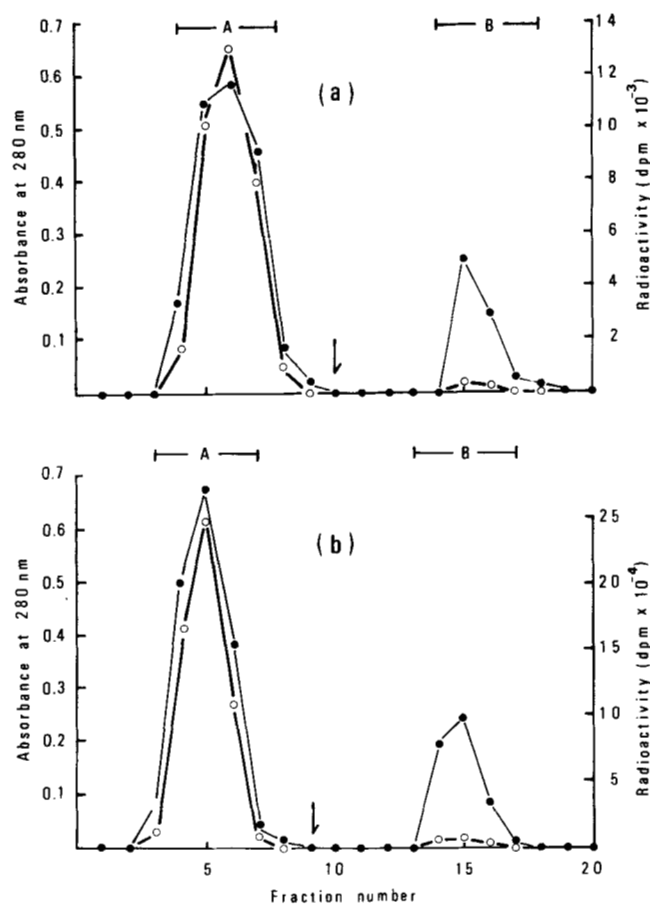 A
B
(a)
0.7
0.6
0.5
0.4
0.3
0.2
0.1
Absorbance at 280 nm
14
12
10
8
6
4
2
Radioactivity (dpm x 10⁻³)
A
B
(b)
0.7
0.6
0.5
0.4
0.3
0.2
0.1
Absorbance at 280 nm
25
20
15
10
5
Radioactivity (dpm x 10⁻⁴)
5
10
15
20
Fraction number